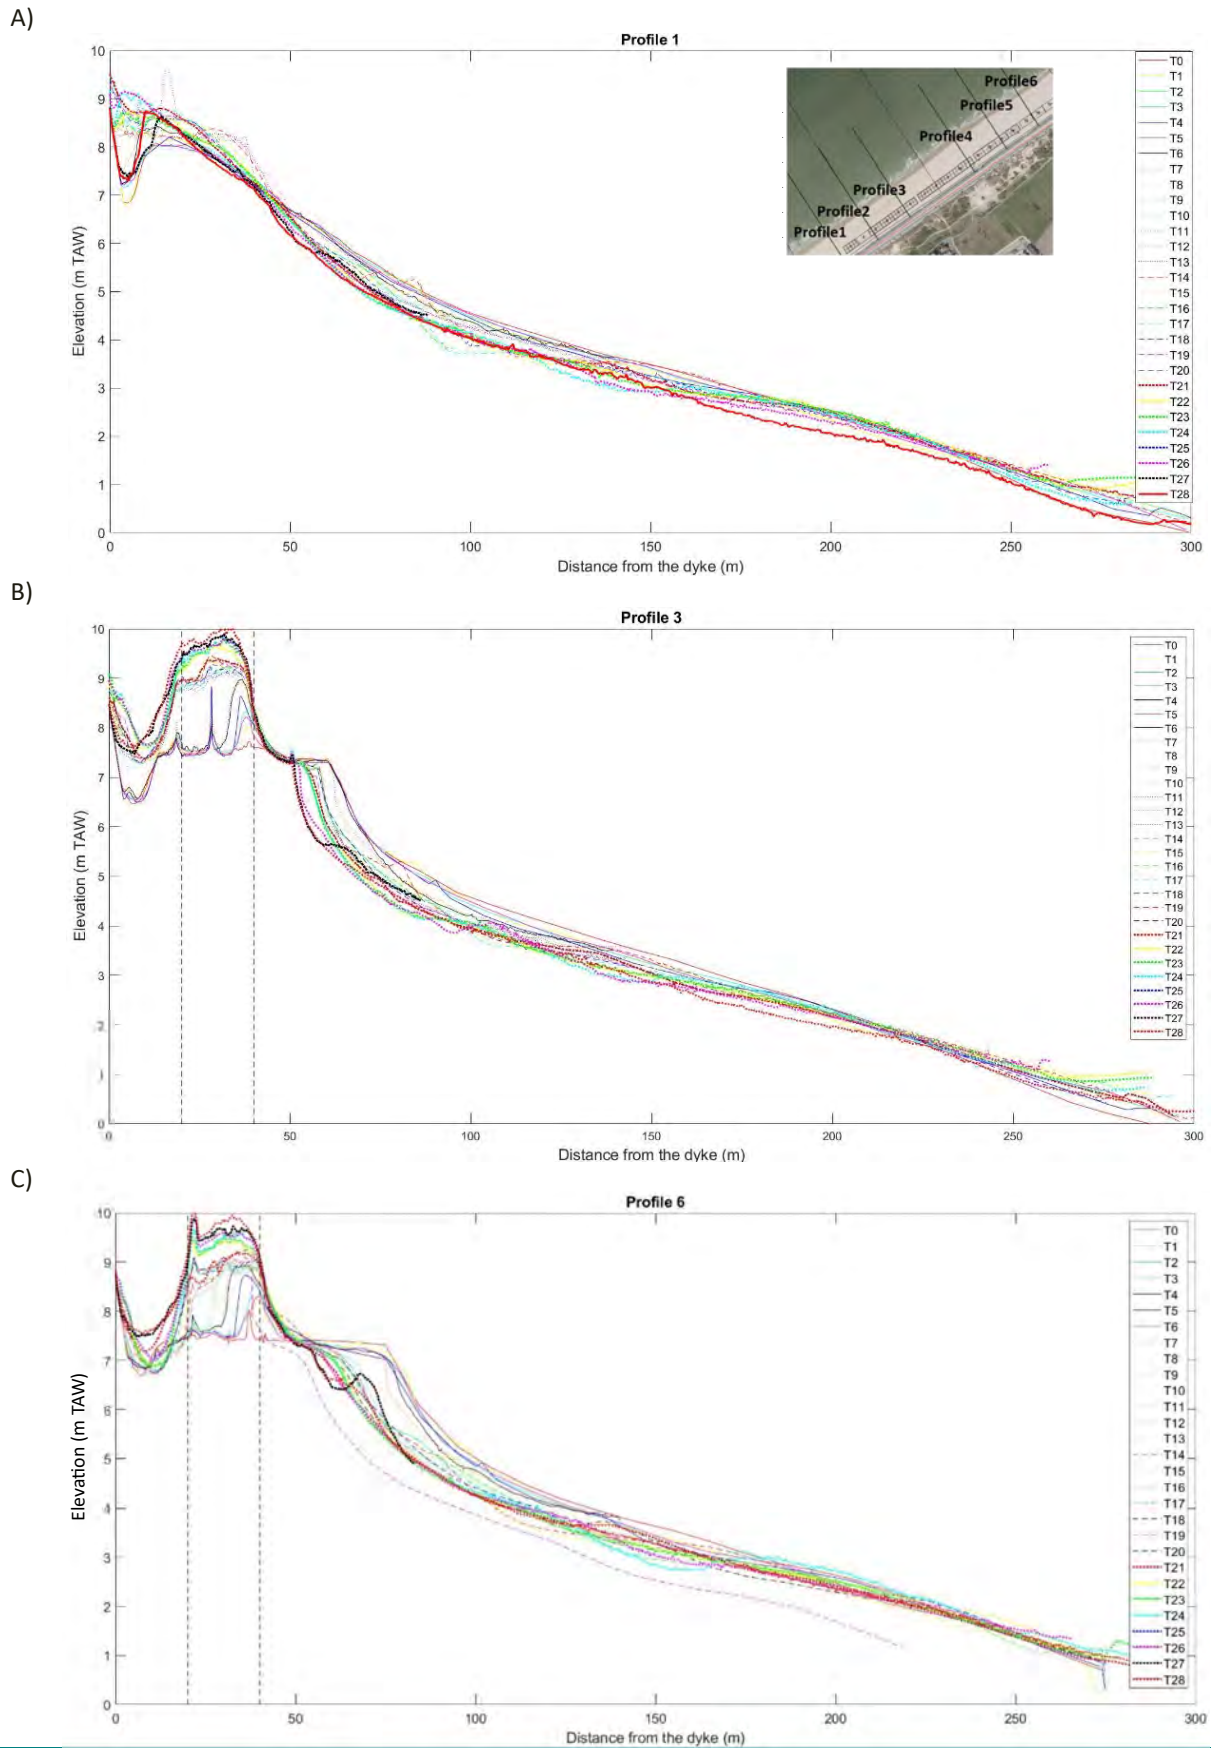 A)
Profile 1
10
9
8
7
6
5
4
3
2
1
0
Elevation (m TAW)
0 50 100 150 200 250 300
Distance from the dyke (m)
Profile6
Profile5
Profile4
Profile3
Profile2
Profile1
T0
T1
T2
T3
T4
T5
T6
T7
T8
T9
T10
T11
T12
T13
T14
T15
T16
T17
T18
T19
T20
T21
T22
T23
T24
T25
T26
T27
T28
B)
Profile 3
10
9
8
7
6
5
4
3
2
1
0
Elevation (m TAW)
0 50 100 150 200 250 300
Distance from the dyke (m)
T0
T1
T2
T3
T4
T5
T6
T7
T8
T9
T10
T11
T12
T13
T14
T15
T16
T17
T18
T19
T20
T21
T22
T23
T24
T25
T26
T27
T28
C)
Profile 6
10
9
8
7
6
5
4
3
2
1
0
Elevation (m TAW)
0 50 100 150 200 250 300
Distance from the dyke (m)
T0
T1
T2
T3
T4
T5
T6
T7
T8
T9
T10
T11
T12
T13
T14
T15
T16
T17
T18
T19
T20
T21
T22
T23
T24
T25
T26
T27
T28